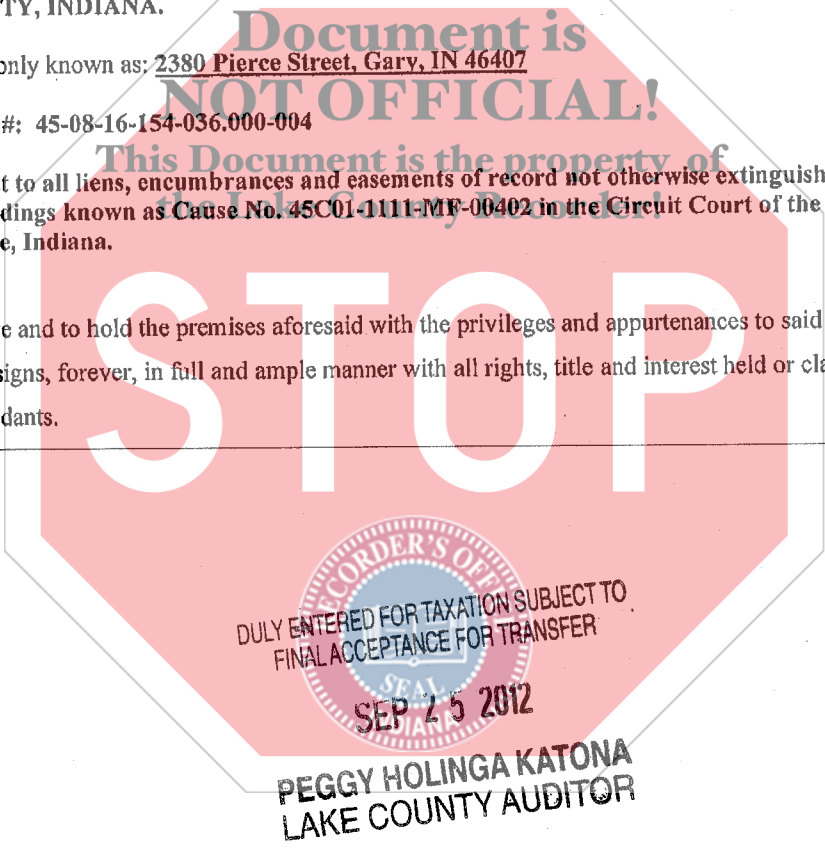 TY, INDIANA.
Document is
only known as: 2380 Pierce Street, Gary, IN 46407
NOT OFFICIAL!
#: 45-08-16-154-036.000-004
This Document is the property of
t to all liens, encumbrances and easements of record not otherwise extinguish
the Lake County Recorder!
dings known as Cause No. 45C01-1111-MF-00402 in the Circuit Court of the
e, Indiana.
STOP
e and to hold the premises aforesaid with the privileges and appurtenances to said
signs, forever, in full and ample manner with all rights, title and interest held or cla
dants.
RECORDER'S OFFICE
DULY ENTERED FOR TAXATION SUBJECT TO
FINAL ACCEPTANCE FOR TRANSFER
SEAL
SEP 25 2012
INDIANA
PEGGY HOLINGA KATONA
LAKE COUNTY AUDITOR